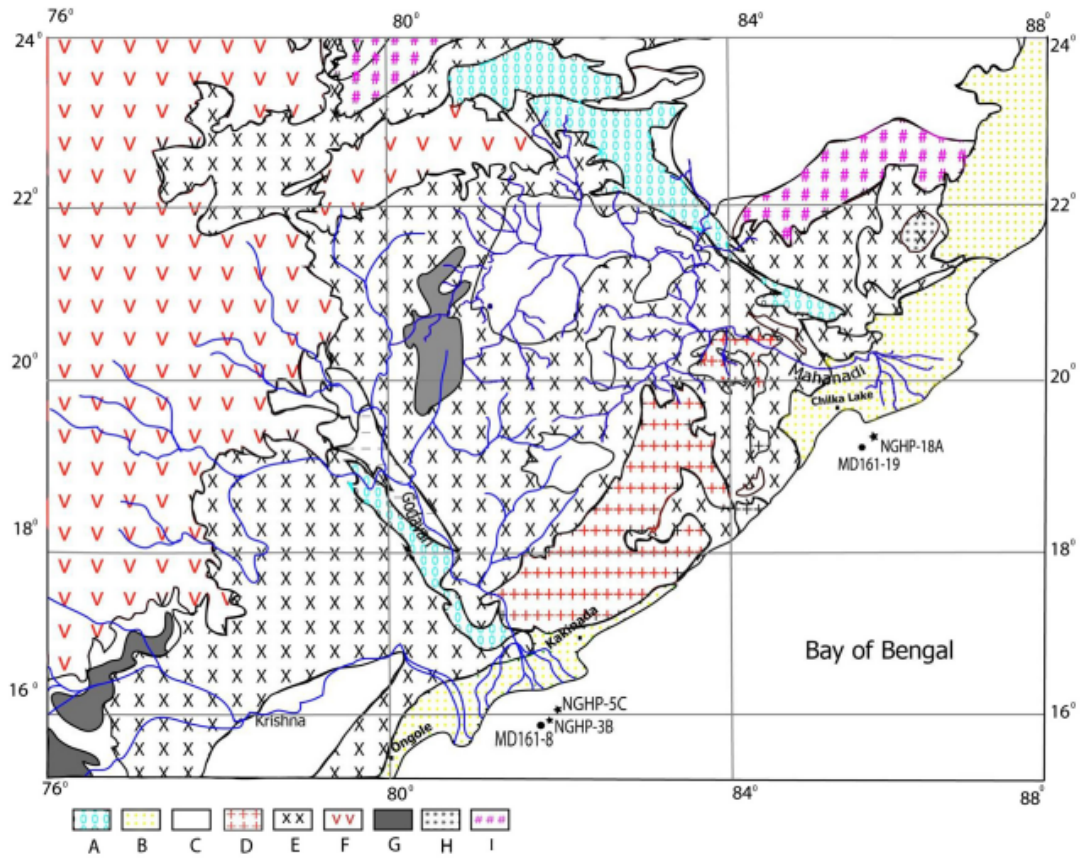 76° 80° 84°
24° 24°
22° 22°
20° 20°
Mahanadi
Chilka Lake
NGHP-18A
MD161-19
Godavari
18° 18°
Kakinada
Bay of Bengal
16° 16°
NGHP-5C
Krishna
NGHP-3B
MD161-8
Ongole
76° 80° 84° 88°
A B C D E F G H I